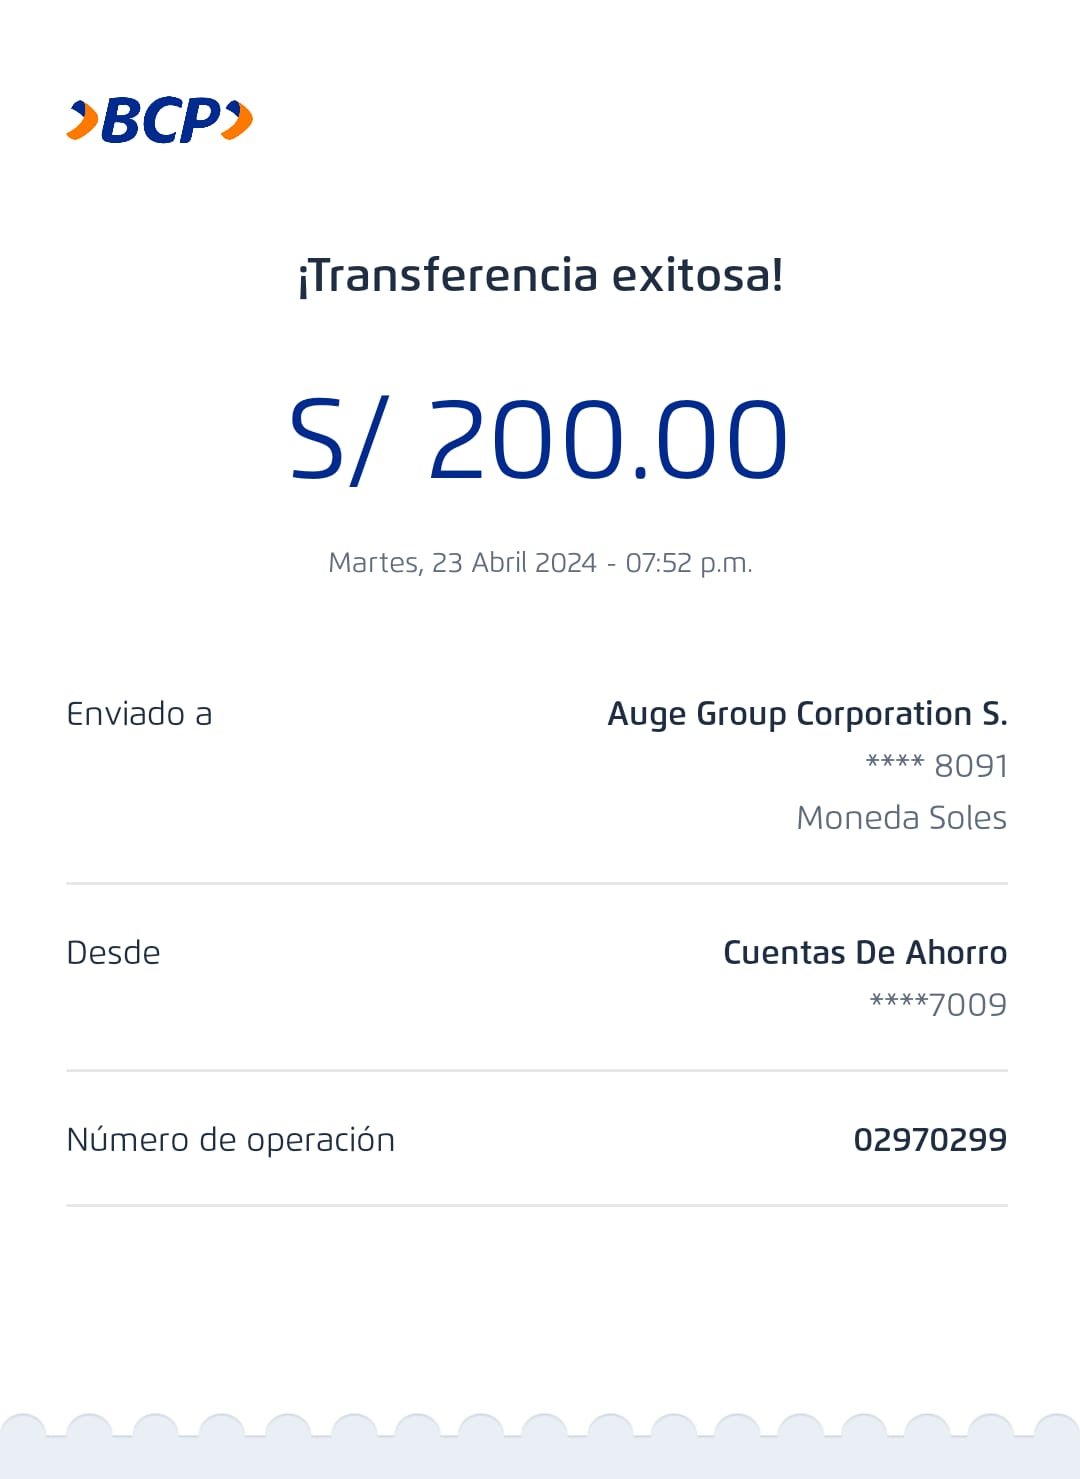 BCP
¡Transferencia exitosa!
S/ 200.00
Martes, 23 Abril 2024 - 07:52 p.m.
Enviado a
Auge Group Corporation S.
**** 8091
Moneda Soles
Desde
Cuentas De Ahorro
****7009
Número de operación
02970299